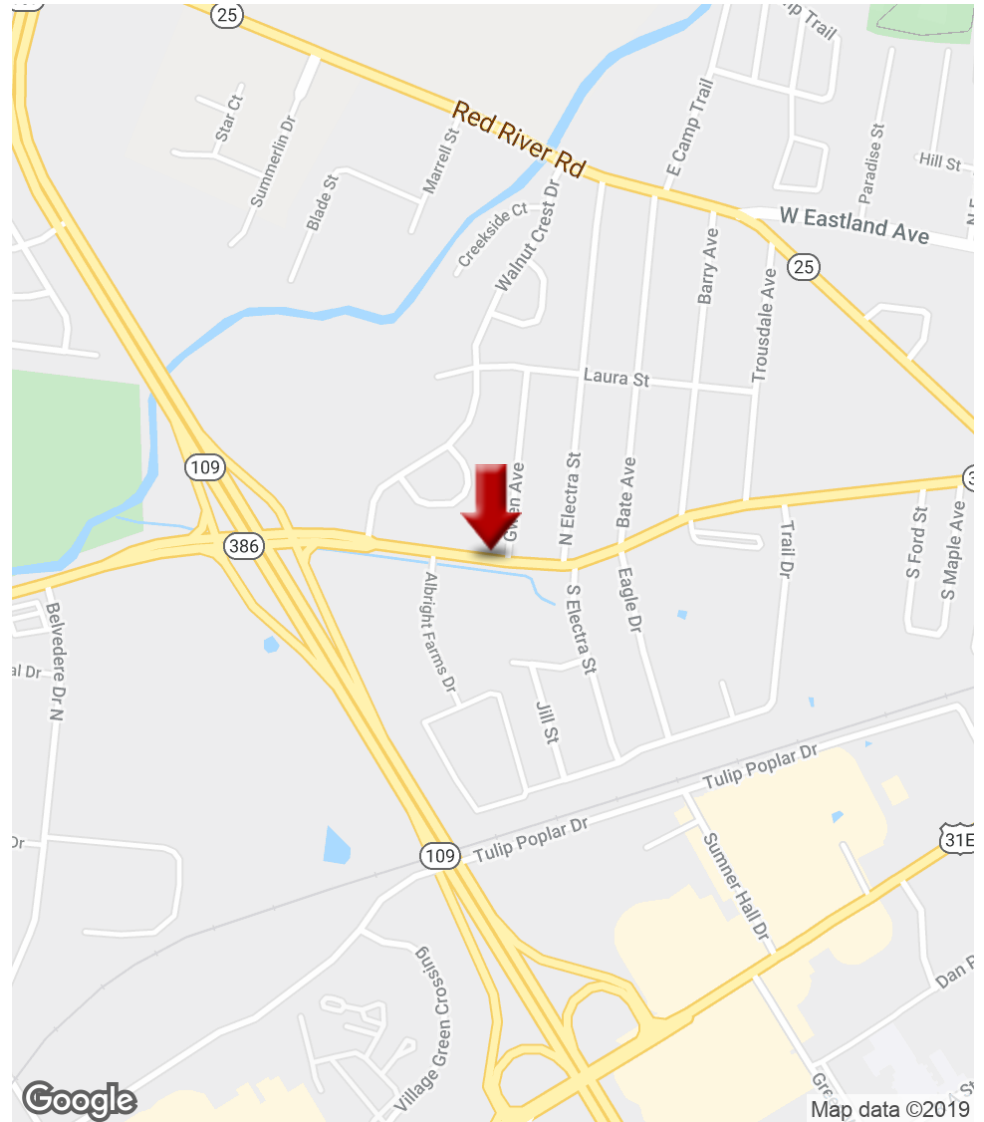 25
Red River Rd
Star Ct
Summerlin Dr
Blade St
Marrell St
Creekside Ct
Walnut Crest Dr
E Camp Trail
Trail
Paradise St
Hill St
W Eastland Ave
25
Barry Ave
Trousdale Ave
Laura St
109
386
N Electra St
Bate Ave
Albright Farms Dr
S Electra St
Eagle Dr
Trail Dr
S Ford St
S Maple Ave
Belvedere Dr N
Jill St
Tulip Poplar Dr
Tulip Poplar Dr
109
31E
Sumner Hall Dr
Village Green Crossing
Dan
Google
Map data ©2019